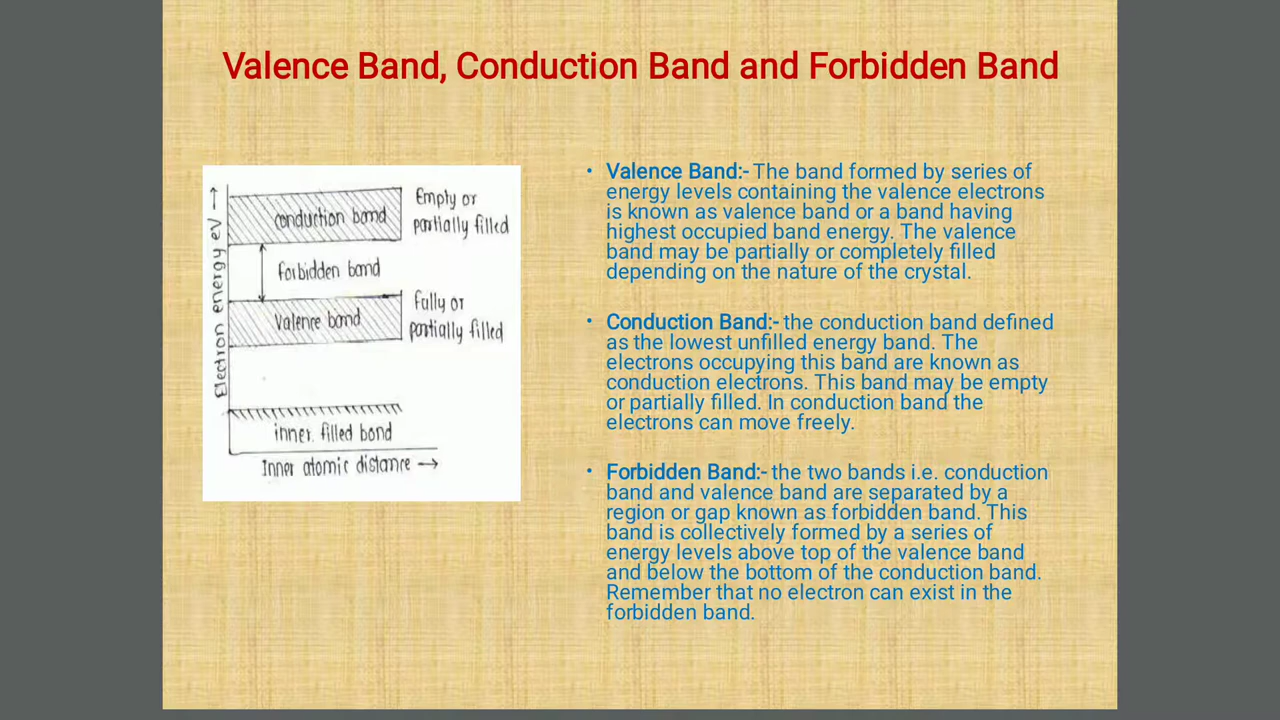 Valence Band, Conduction Band and Forbidden Band
Electron energy eV →
conduction band
Empty or
partially filled
forbidden band
Valence band
fully or
partially filled
inner. filled bond
Inner atomic distance →
• Valence Band:- The band formed by series of
energy levels containing the valence electrons
is known as valence band or a band having
highest occupied band energy. The valence
band may be partially or completely filled
depending on the nature of the crystal.
• Conduction Band:- the conduction band defined
as the lowest unfilled energy band. The
electrons occupying this band are known as
conduction electrons. This band may be empty
or partially filled. In conduction band the
electrons can move freely.
• Forbidden Band:- the two bands i.e. conduction
band and valence band are separated by a
region or gap known as forbidden band. This
band is collectively formed by a series of
energy levels above top of the valence band
and below the bottom of the conduction band.
Remember that no electron can exist in the
forbidden band.